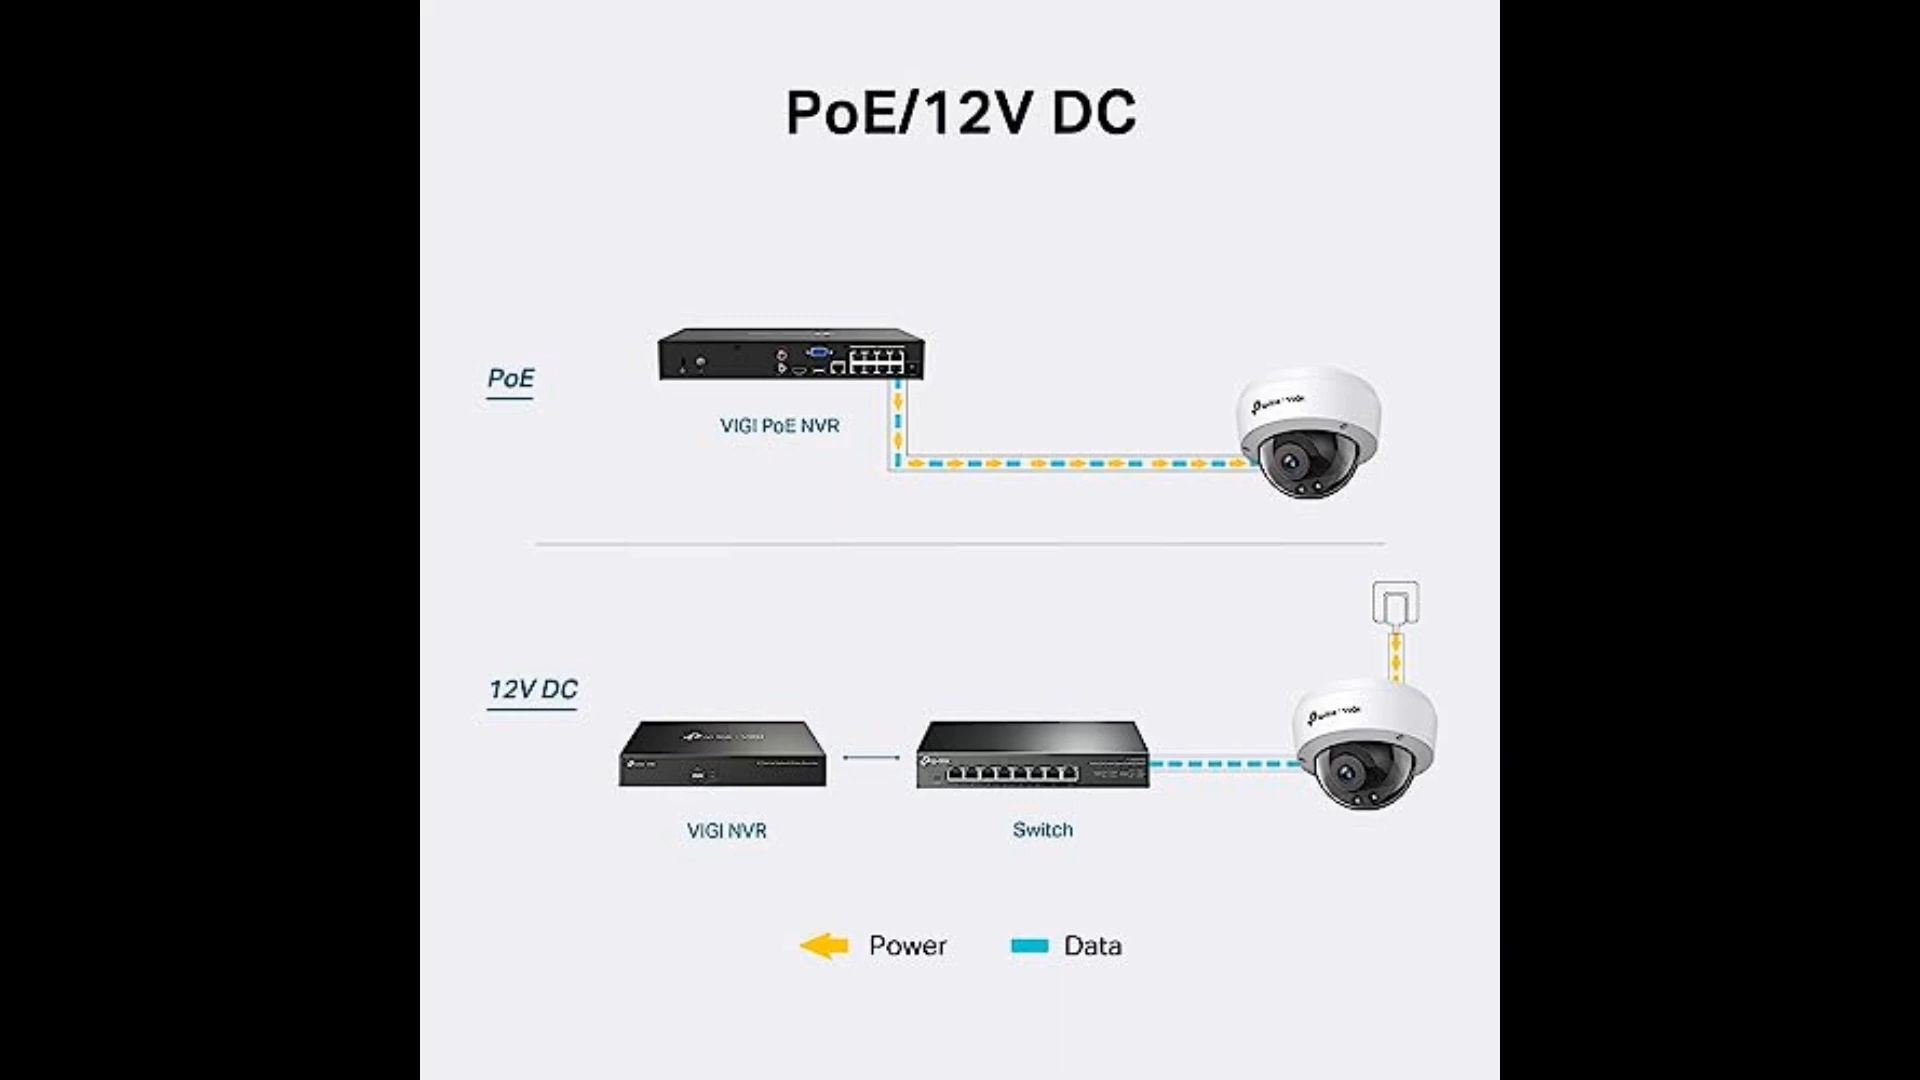 PoE/12V DC
PoE
VIGI PoE NVR
12V DC
VIGI NVR
Switch
Power
Data